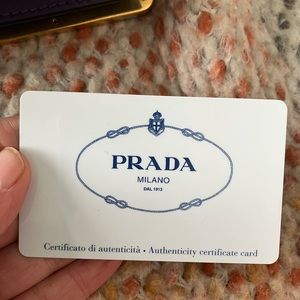 PRADA
MILANO
DAL 1913
Certificato di autenticità • Authenticity certificate card